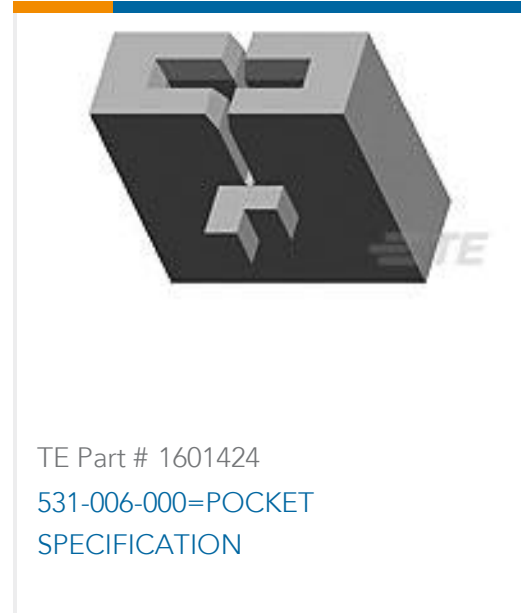 TE
TE Part # 1601424
531-006-000=POCKET
SPECIFICATION